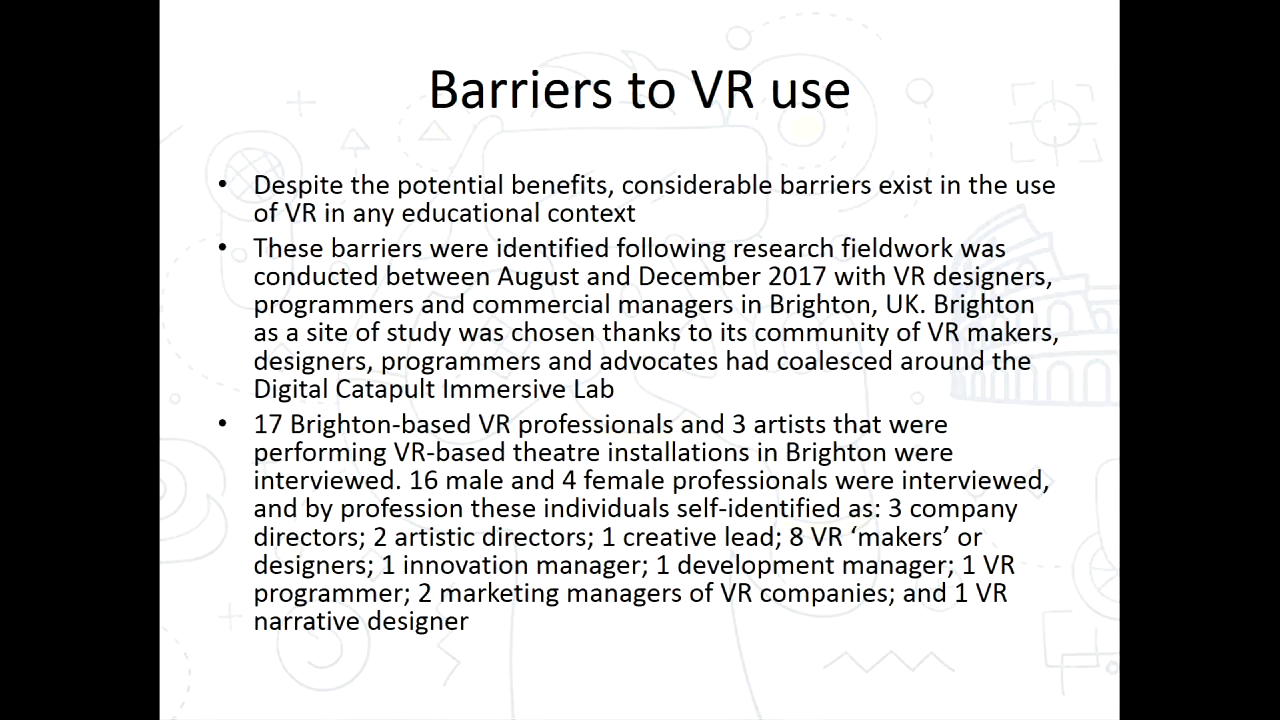 Barriers to VR use
• Despite the potential benefits, considerable barriers exist in the use
of VR in any educational context
• These barriers were identified following research fieldwork was
conducted between August and December 2017 with VR designers,
programmers and commercial managers in Brighton, UK. Brighton
as a site of study was chosen thanks to its community of VR makers,
designers, programmers and advocates had coalesced around the
Digital Catapult Immersive Lab
• 17 Brighton-based VR professionals and 3 artists that were
performing VR-based theatre installations in Brighton were
interviewed. 16 male and 4 female professionals were interviewed,
and by profession these individuals self-identified as: 3 company
directors; 2 artistic directors; 1 creative lead; 8 VR ‘makers’ or
designers; 1 innovation manager; 1 development manager; 1 VR
programmer; 2 marketing managers of VR companies; and 1 VR
narrative designer